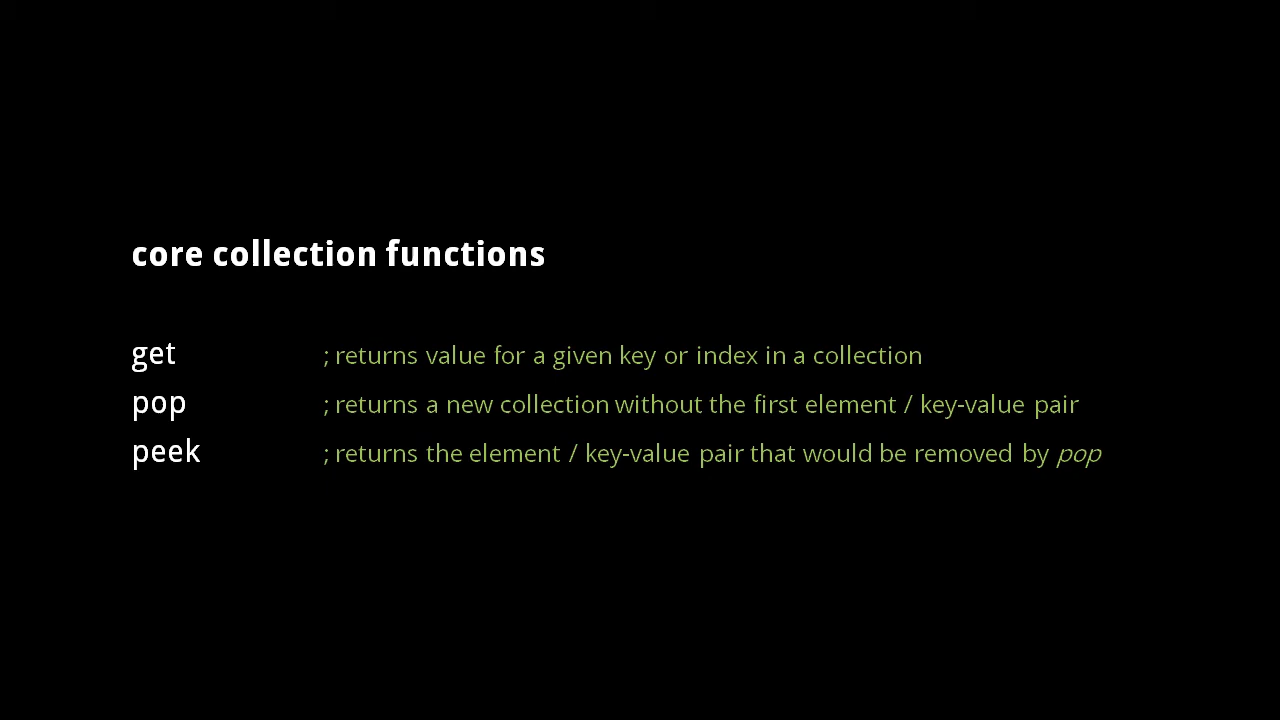 core collection functions
get ; returns value for a given key or index in a collection
pop ; returns a new collection without the first element / key-value pair
peek ; returns the element / key-value pair that would be removed by pop